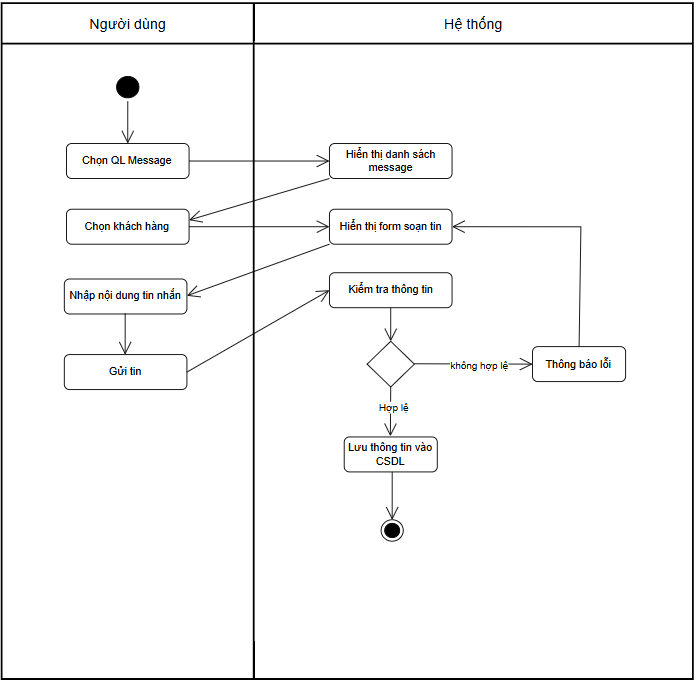 Người dùng
Hệ thống
Chọn QL Message
Hiển thị danh sách
message
Chọn khách hàng
Hiển thị form soạn tin
Nhập nội dung tin nhắn
Kiểm tra thông tin
Gửi tin
không hợp lệ
Thông báo lỗi
Hợp lệ
Lưu thông tin vào
CSDL